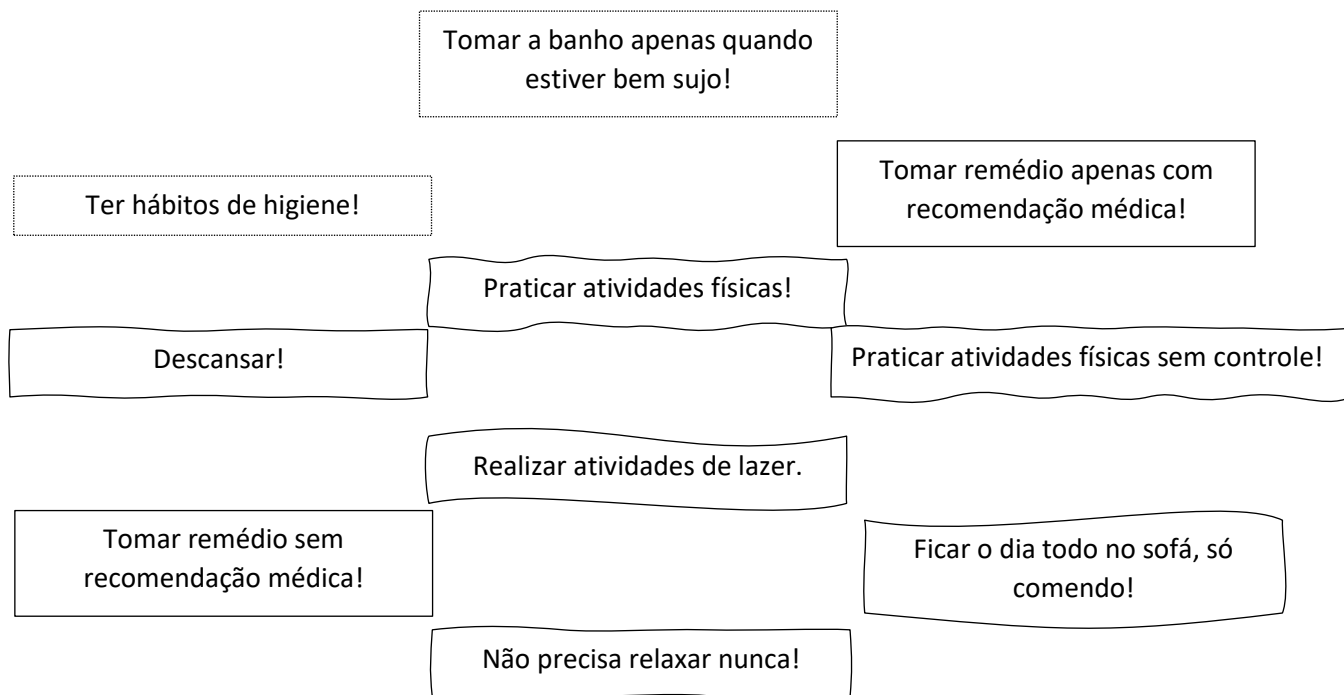 Tomar a banho apenas quando
estiver bem sujo!
Tomar remédio apenas com
recomendação médica!
Ter hábitos de higiene!
Praticar atividades físicas!
Descansar!
Praticar atividades físicas sem controle!
Realizar atividades de lazer.
Tomar remédio sem
recomendação médica!
Ficar o dia todo no sofá, só
comendo!
Não precisa relaxar nunca!